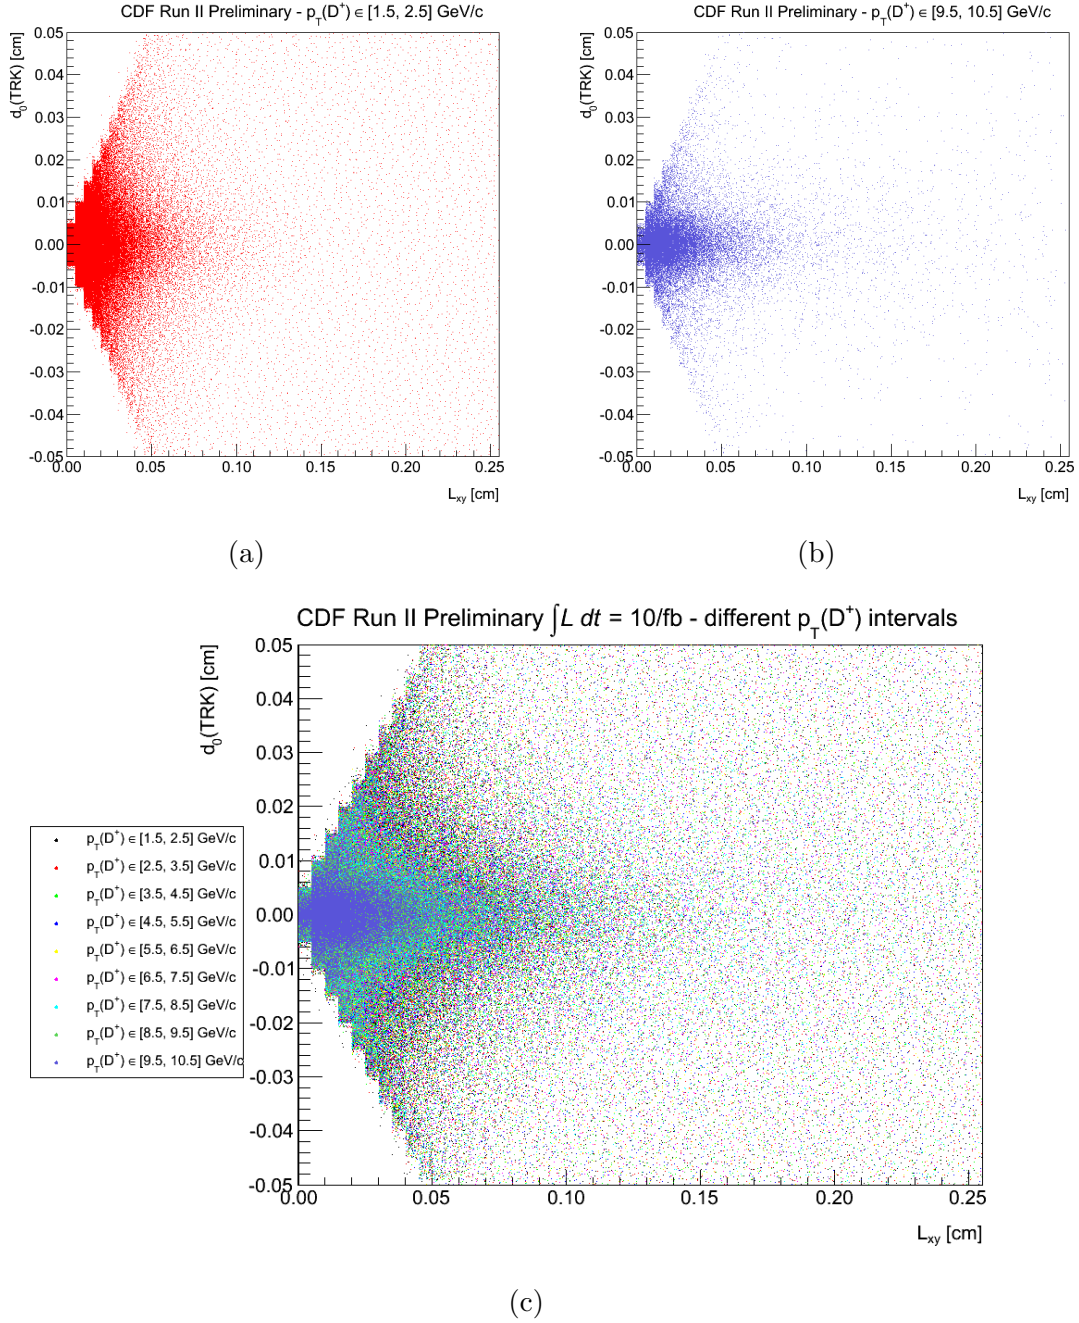 CDF Run II Preliminary - p_T(D⁺) ∈ [1.5, 2.5] GeV/c
d₀(TRK) [cm]
0.05
0.04
0.03
0.02
0.01
0.00
-0.01
-0.02
-0.03
-0.04
-0.05
0.00 0.05 0.10 0.15 0.20 0.25
L_xy [cm]
(a)
CDF Run II Preliminary - p_T(D⁺) ∈ [9.5, 10.5] GeV/c
d₀(TRK) [cm]
0.05
0.04
0.03
0.02
0.01
0.00
-0.01
-0.02
-0.03
-0.04
-0.05
0.00 0.05 0.10 0.15 0.20 0.25
L_xy [cm]
(b)
CDF Run II Preliminary ∫L dt = 10/fb - different p_T(D⁺) intervals
d₀(TRK) [cm]
0.05
0.04
0.03
0.02
0.01
0.00
-0.01
-0.02
-0.03
-0.04
-0.05
0.00 0.05 0.10 0.15 0.20 0.25
L_xy [cm]
p_T(D⁺) ∈ [1.5, 2.5] GeV/c
p_T(D⁺) ∈ [2.5, 3.5] GeV/c
p_T(D⁺) ∈ [3.5, 4.5] GeV/c
p_T(D⁺) ∈ [4.5, 5.5] GeV/c
p_T(D⁺) ∈ [5.5, 6.5] GeV/c
p_T(D⁺) ∈ [6.5, 7.5] GeV/c
p_T(D⁺) ∈ [7.5, 8.5] GeV/c
p_T(D⁺) ∈ [8.5, 9.5] GeV/c
p_T(D⁺) ∈ [9.5, 10.5] GeV/c
(c)